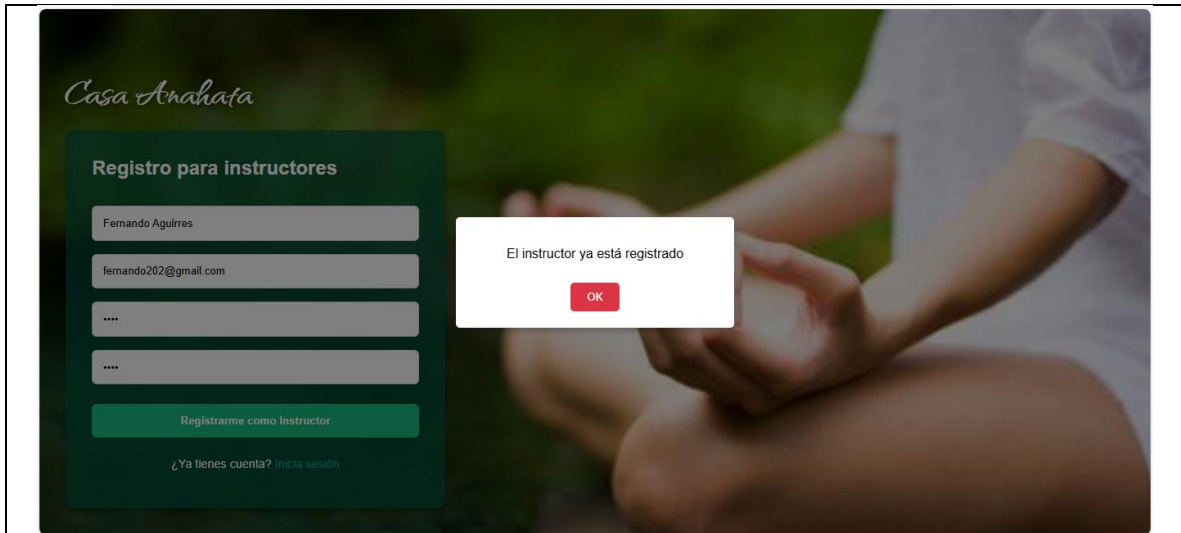 Casa Anahata
Registro para instructores
Fernando Aguirres
fernando202@gmail.com
••••
••••
Registrarme como Instructor
¿Ya tienes cuenta? Inicia sesión
El instructor ya está registrado
OK